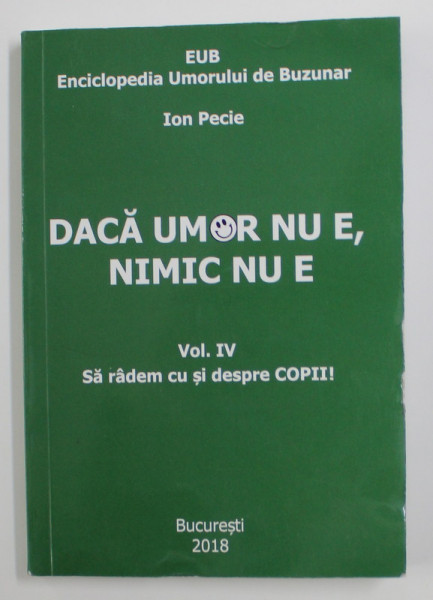 EUB
Enciclopedia Umorului de Buzunar
Ion Pecie
DACĂ UMOR NU E,
NIMIC NU E
Vol. IV
Să râdem cu și despre COPII!
București
2018